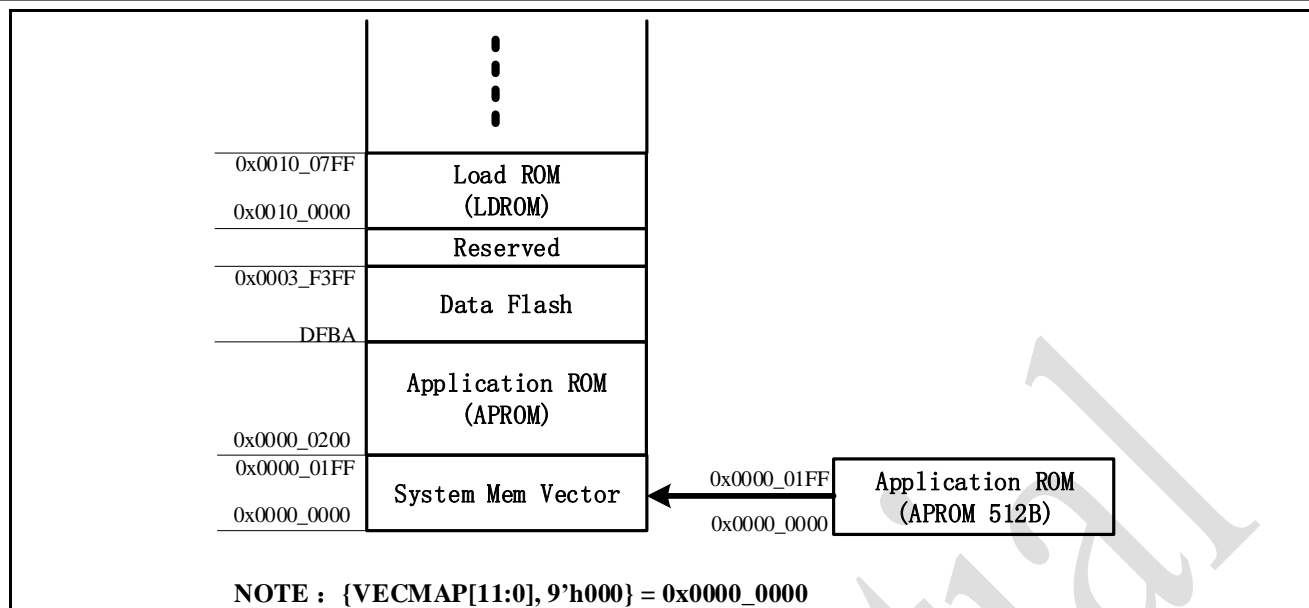 0x0010_07FF
Load ROM
(LDROM)
0x0010_0000
Reserved
0x0003_F3FF
Data Flash
DFBA
Application ROM
(APROM)
0x0000_0200
0x0000_01FF
System Mem Vector
0x0000_0000
0x0000_01FF
Application ROM
(APROM 512B)
0x0000_0000
NOTE：{VECMAP[11:0], 9’h000} = 0x0000_0000